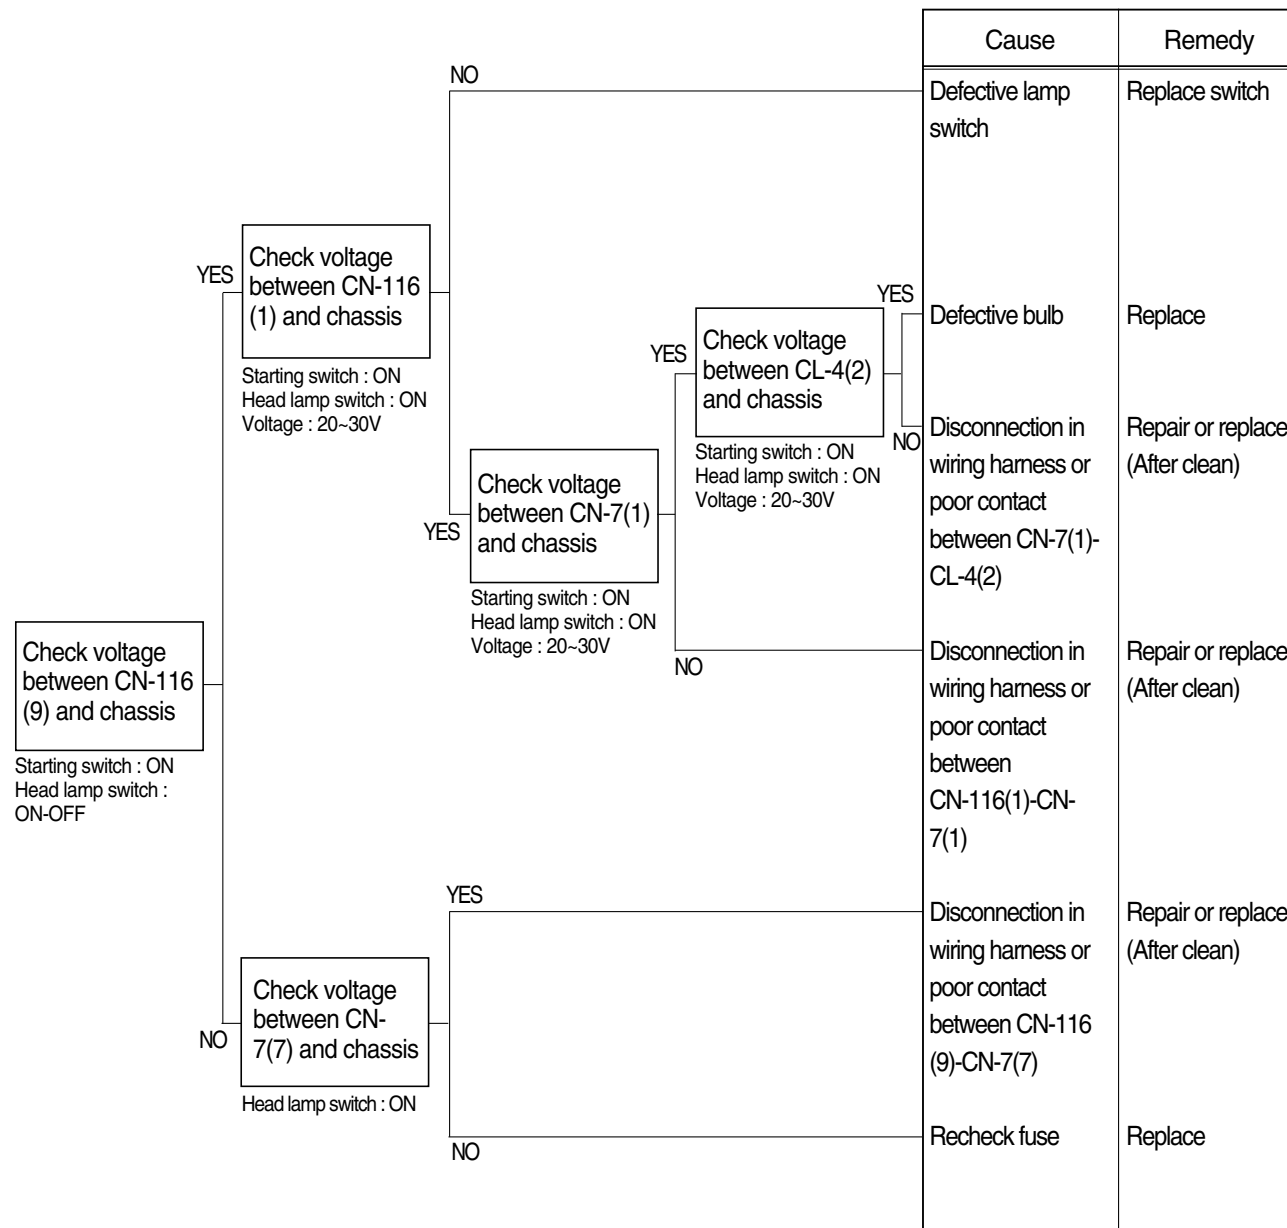 Cause
Remedy
NO
Defective lamp
switch
Replace switch
YES
Check voltage
between CN-116
(1) and chassis
Starting switch : ON
Head lamp switch : ON
Voltage : 20~30V
YES
Defective bulb
Replace
YES
Check voltage
between CL-4(2)
and chassis
Starting switch : ON
Head lamp switch : ON
Voltage : 20~30V
NO
Disconnection in
wiring harness or
poor contact
between CN-7(1)-
CL-4(2)
Repair or replace
(After clean)
YES
Check voltage
between CN-7(1)
and chassis
Starting switch : ON
Head lamp switch : ON
Voltage : 20~30V
NO
Disconnection in
wiring harness or
poor contact
between
CN-116(1)-CN-
7(1)
Repair or replace
(After clean)
Check voltage
between CN-116
(9) and chassis
Starting switch : ON
Head lamp switch :
ON-OFF
YES
Disconnection in
wiring harness or
poor contact
between CN-116
(9)-CN-7(7)
Repair or replace
(After clean)
NO
Check voltage
between CN-
7(7) and chassis
Head lamp switch : ON
NO
Recheck fuse
Replace